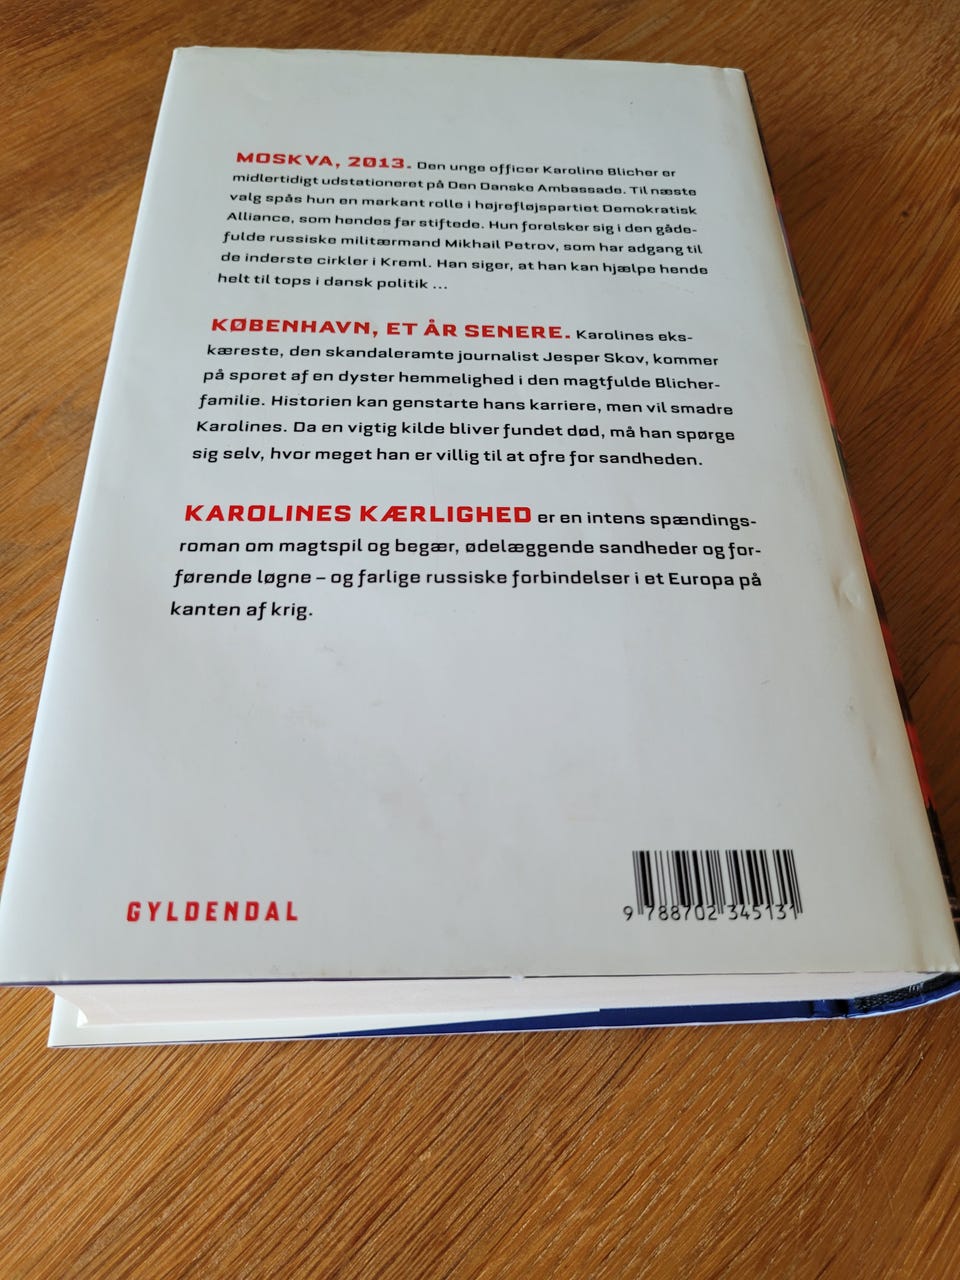 MOSKVA, 2013. Den unge officer Karoline Blicher er
midlertidigt udstationeret på Den Danske Ambassade. Til næste
valg spås hun en markant rolle i højrefløjspartiet Demokratisk
Alliance, som hendes far stiftede. Hun forelsker sig i den gåde-
fulde russiske militærmand Mikhail Petrov, som har adgang til
de inderste cirkler i Kreml. Han siger, at han kan hjælpe hende
helt til tops i dansk politik ...
KØBENHAVN, ET ÅR SENERE. Karolines eks-
kæreste, den skandaleramte journalist Jesper Skov, kommer
på sporet af en dyster hemmelighed i den magtfulde Blicher-
familie. Historien kan genstarte hans karriere, men vil smadre
Karolines. Da en vigtig kilde bliver fundet død, må han spørge
sig selv, hvor meget han er villig til at ofre for sandheden.
KAROLINES KÆRLIGHED er en intens spændings-
roman om magtspil og begær, ødelæggende sandheder og for-
førende løgne – og farlige russiske forbindelser i et Europa på
kanten af krig.
GYLDENDAL
9 788702 345131